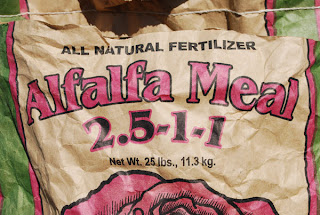 ALL NATURAL FERTILIZER
Alfalfa Meal
2.5-1-1
Net Wt. 25 lbs., 11.3 kg.